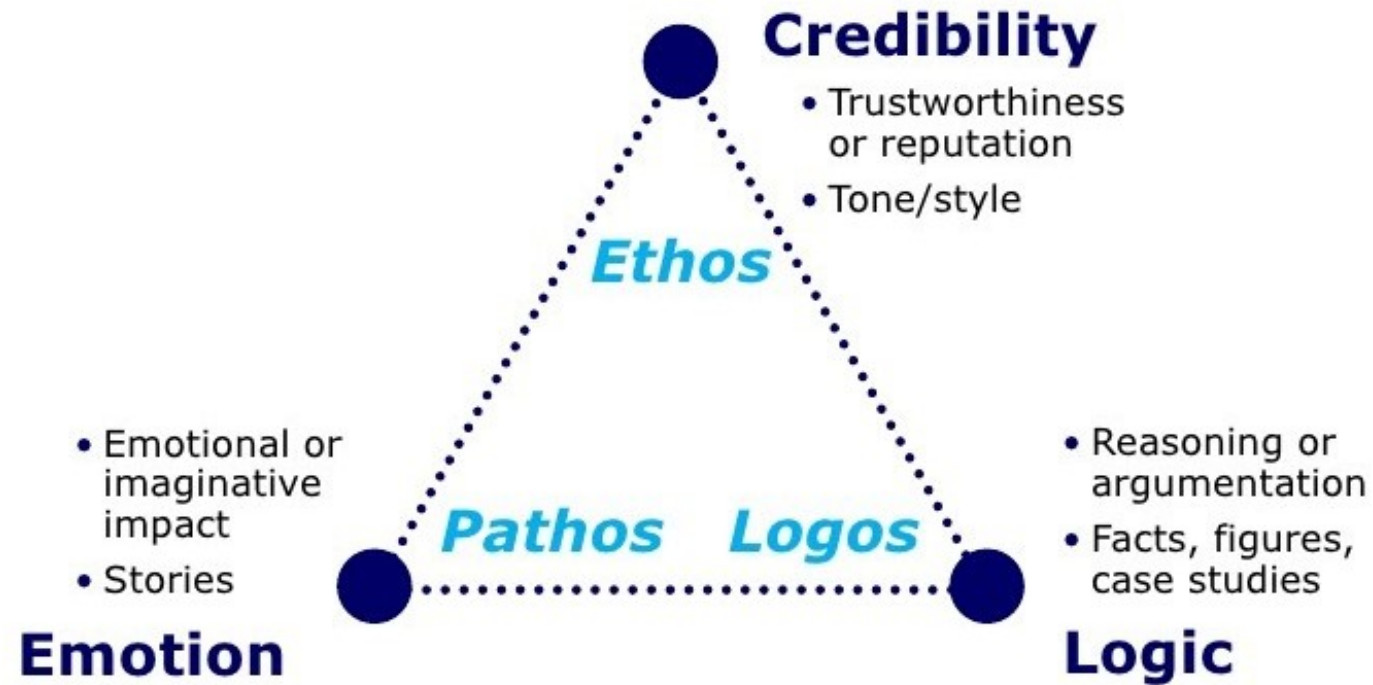 Credibility
• Trustworthiness
or reputation
• Tone/style
Ethos
• Emotional or
imaginative
impact
• Stories
Pathos
Logos
• Reasoning or
argumentation
• Facts, figures,
case studies
Emotion
Logic